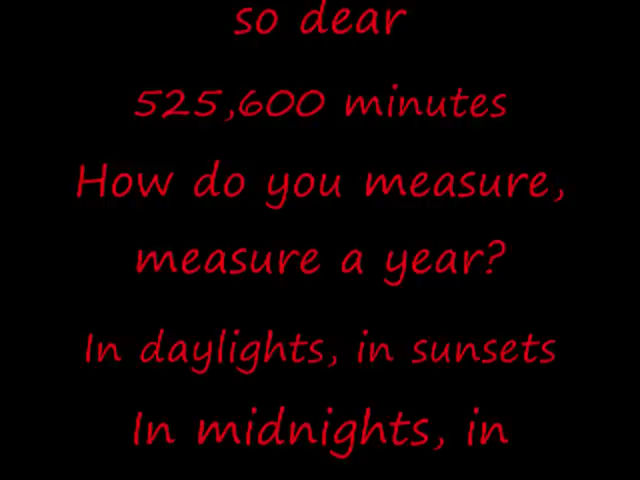 so dear
525,600 minutes
How do you measure,
measure a year?
In daylights, in sunsets
In midnights, in